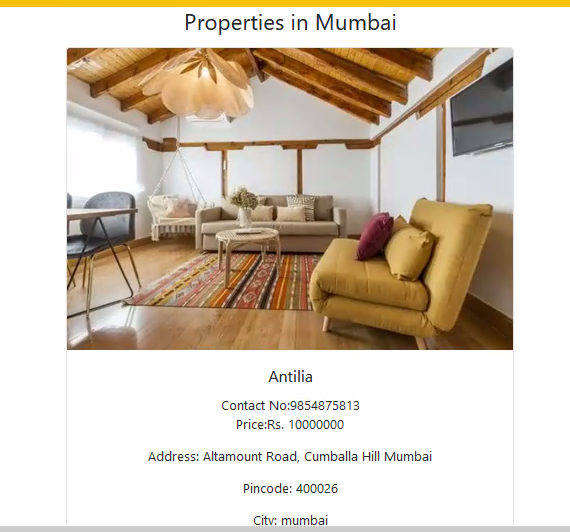 Properties in Mumbai
Antilia
Contact No:9854875813
Price:Rs. 10000000
Address: Altamount Road, Cumballa Hill Mumbai
Pincode: 400026
City: mumbai